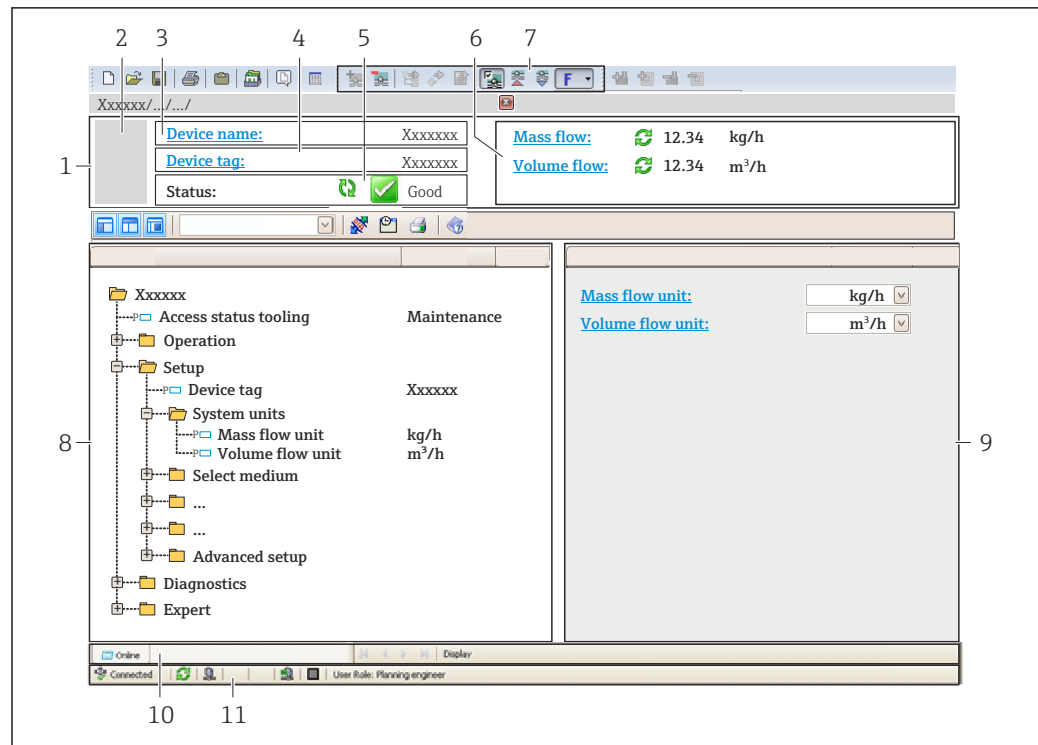 2 3 4 5 6 7
F
Xxxxxx/.../.../
1
Device name: Xxxxxxx
Device tag: Xxxxxxx
Status: Good
Mass flow: 12.34 kg/h
Volume flow: 12.34 m³/h
Xxxxxx
P Access status tooling Maintenance
Operation
Setup
P Device tag Xxxxxx
System units
P Mass flow unit kg/h
P Volume flow unit m³/h
Select medium
...
...
Advanced setup
Diagnostics
Expert
Mass flow unit: kg/h
Volume flow unit: m³/h
8
9
Online Display
Connected User Role: Planning engineer
10 11